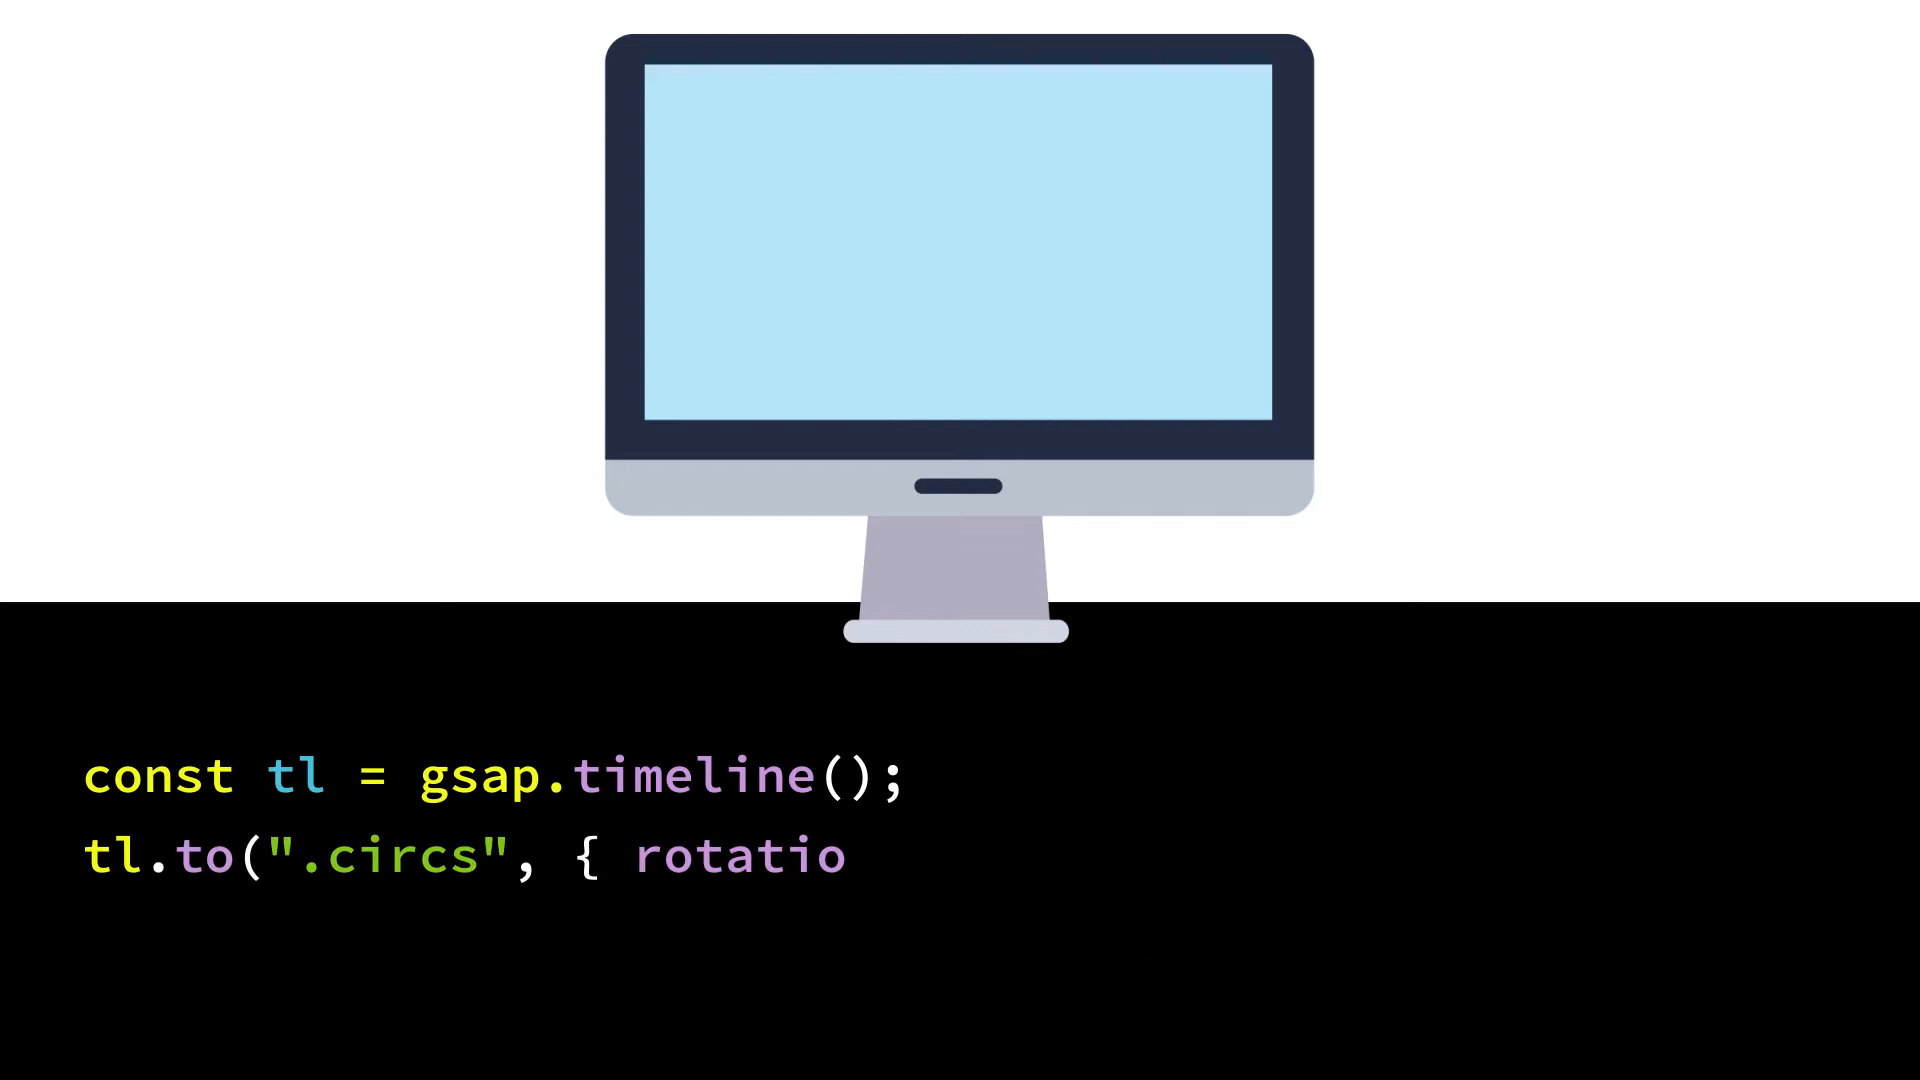 const tl = gsap.timeline();
tl.to(".circs", { rotatio